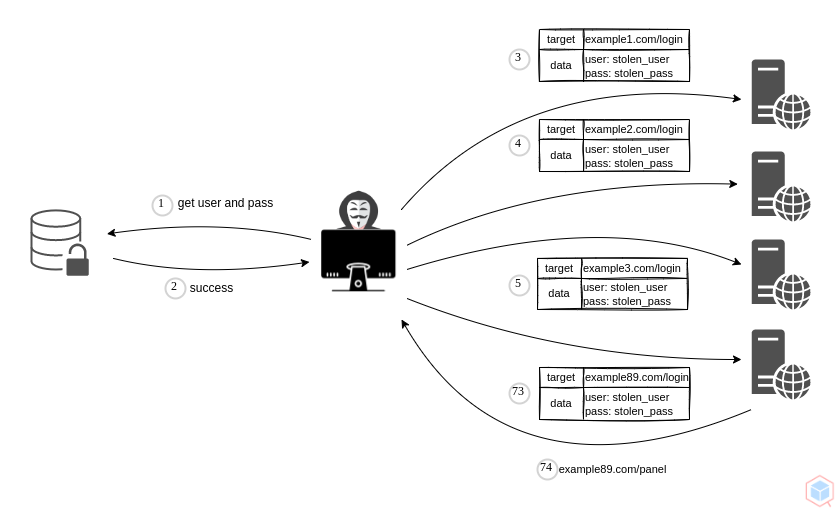 1 get user and pass
2 success
3
target example1.com/login
data user: stolen_user
pass: stolen_pass
4
target example2.com/login
data user: stolen_user
pass: stolen_pass
5
target example3.com/login
data user: stolen_user
pass: stolen_pass
73
target example89.com/login
data user: stolen_user
pass: stolen_pass
74 example89.com/panel